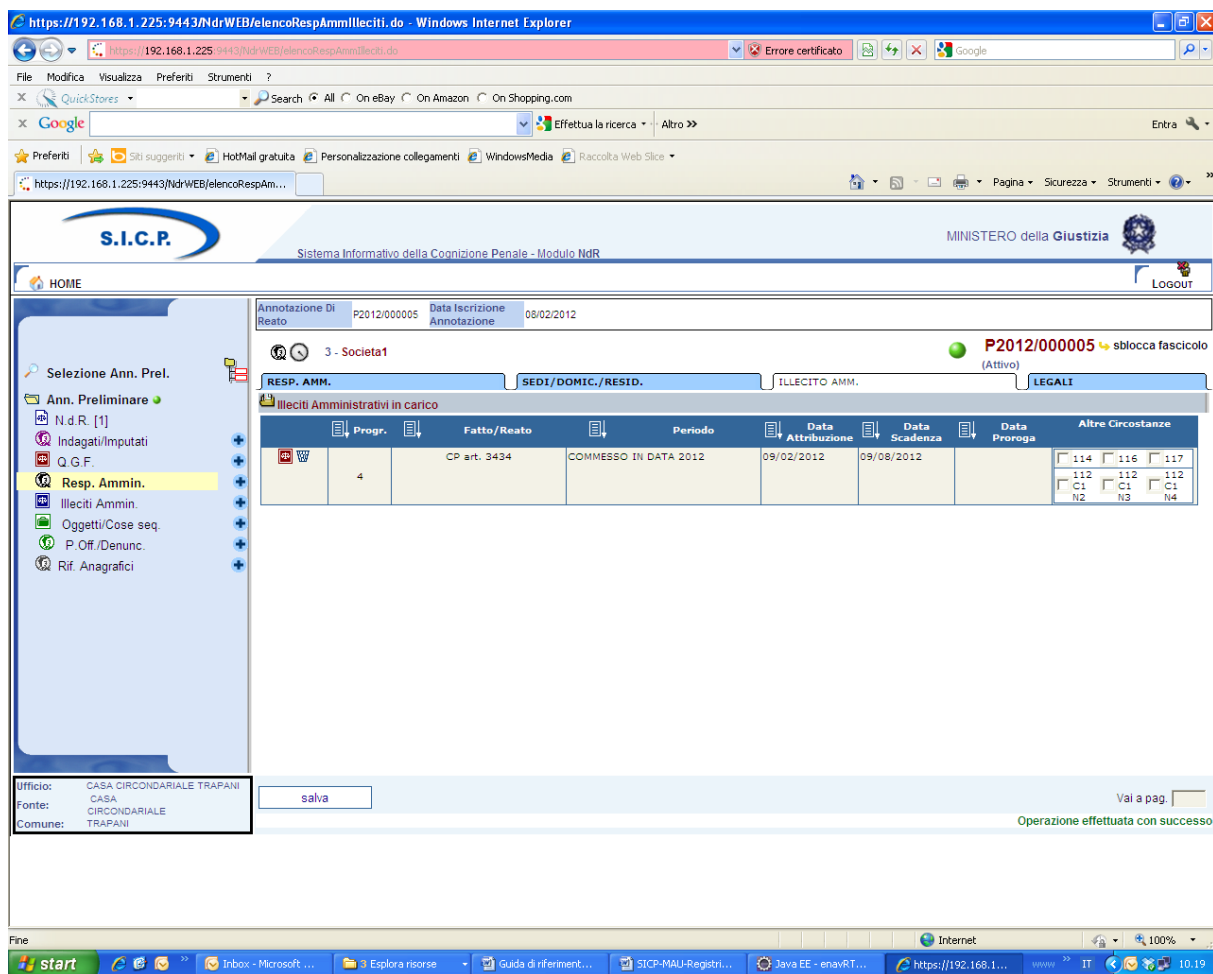 https://192.168.1.225:9443/NdrWEB/elencoRespAmmIlleciti.do - Windows Internet Explorer
https://192.168.1.225:9443/NdrWEB/elencoRespAmmIlleciti.do Errore certificato Google
File Modifica Visualizza Preferiti Strumenti ?
X QuickStores Search All On eBay On Amazon On Shopping.com
x Google Effettua la ricerca Altro >> Entra
Preferiti Siti suggeriti HotMail gratuita Personalizzazione collegamenti WindowsMedia Raccolta Web Slice
https://192.168.1.225:9443/NdrWEB/elencoRespAm... Pagina Sicurezza Strumenti
S.I.C.P.
Sistema Informativo della Cognizione Penale - Modulo NdR
MINISTERO della Giustizia
HOME
LOGOUT
Annotazione Di Reato P2012/000005 Data Iscrizione Annotazione 08/02/2012
3 - Societa1
P2012/000005 sblocca fascicolo
(Attivo)
Selezione Ann. Prel.
Ann. Preliminare
N.d.R. [1]
Indagati/Imputati
Q.G.F.
Resp. Ammin.
Illeciti Ammin.
Oggetti/Cose seq.
P.Off./Denunc.
Rif. Anagrafici
RESP. AMM. SEDI/DOMIC./RESID. ILLECITO AMM. LEGALI
Illeciti Amministrativi in carico
Progr. Fatto/Reato Periodo Data Attribuzione Data Scadenza Data Proroga Altre Circostanze
4 CP art. 3434 COMMESSO IN DATA 2012 09/02/2012 09/08/2012
114 116 117
112 C1 N2 112 C1 N3 112 C1 N4
Ufficio: CASA CIRCONDARIALE TRAPANI
Fonte: CASA CIRCONDARIALE
Comune: TRAPANI
salva
Vai a pag.
Operazione effettuata con successo
Fine Internet 100%
start Inbox - Microsoft ... 3 Esplora risorse Guida di riferiment... SICP-MAU-Registri... Java EE - enavRT... https://192.168.1... www >> IT 10.19